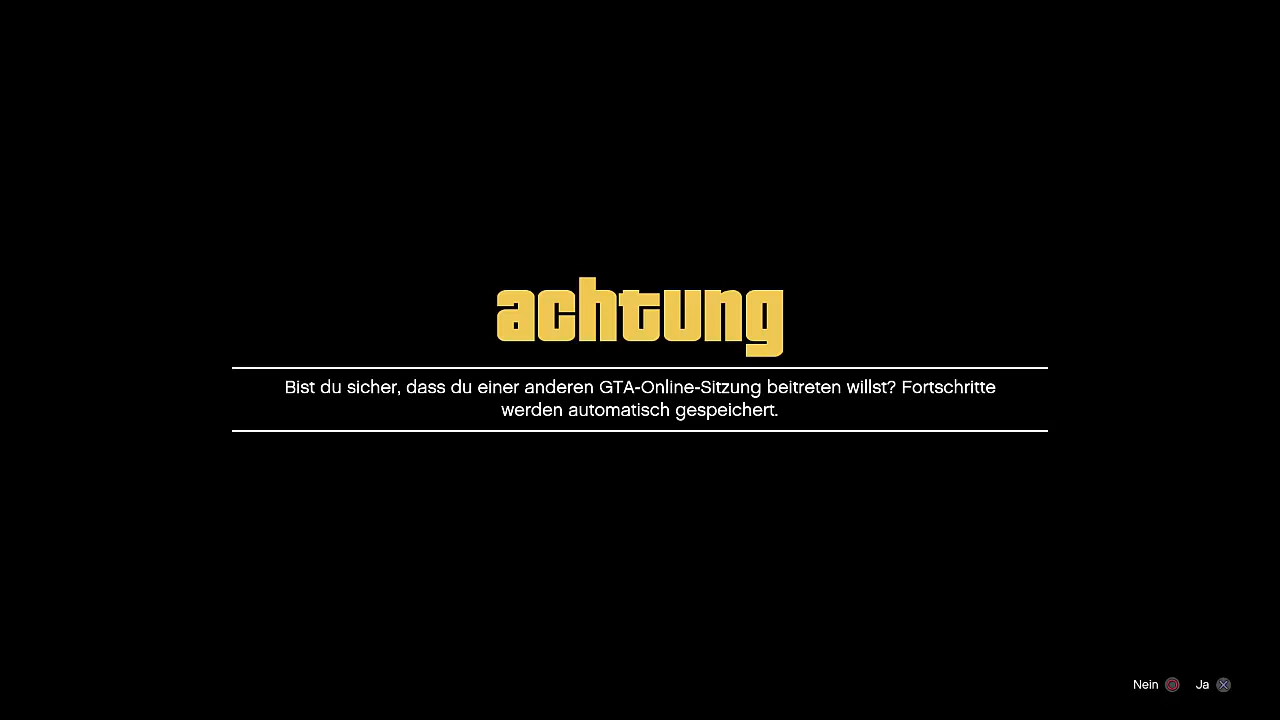 achtung
Bist du sicher, dass du einer anderen GTA-Online-Sitzung beitreten willst? Fortschritte
werden automatisch gespeichert.
Nein Ja